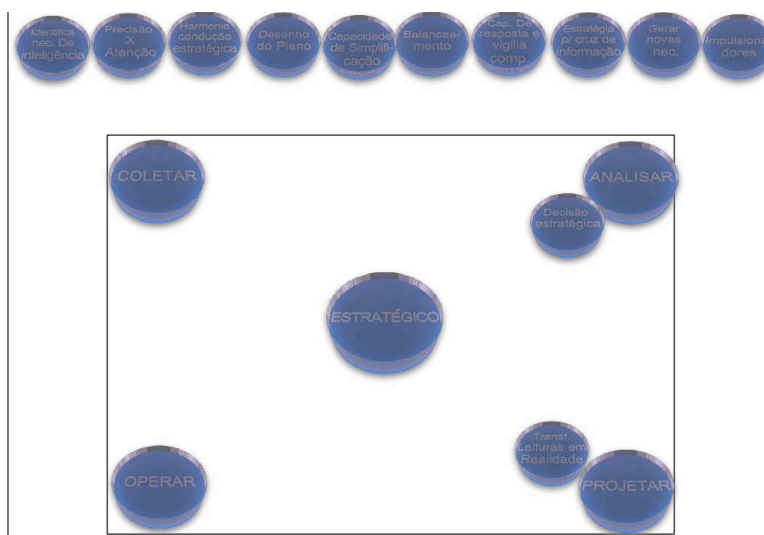 Identifica
nec. De
inteligência
Precisão
X
Atenção
Harmonia
condução
estratégica
Desenho
do Plano
Capacidade
de Simplifi-
cação
Balancea-
mento
Cap. De
resposta e
vigília
comp
Estratégia
p/ cruz de
informação
Gerar
novas
nec.
Impulsiona
dores
COLETAR
ANALISAR
Decisão
estratégica
ESTRATÉGICO
Transf.
Leituras em
Realidade
OPERAR
PROJETAR